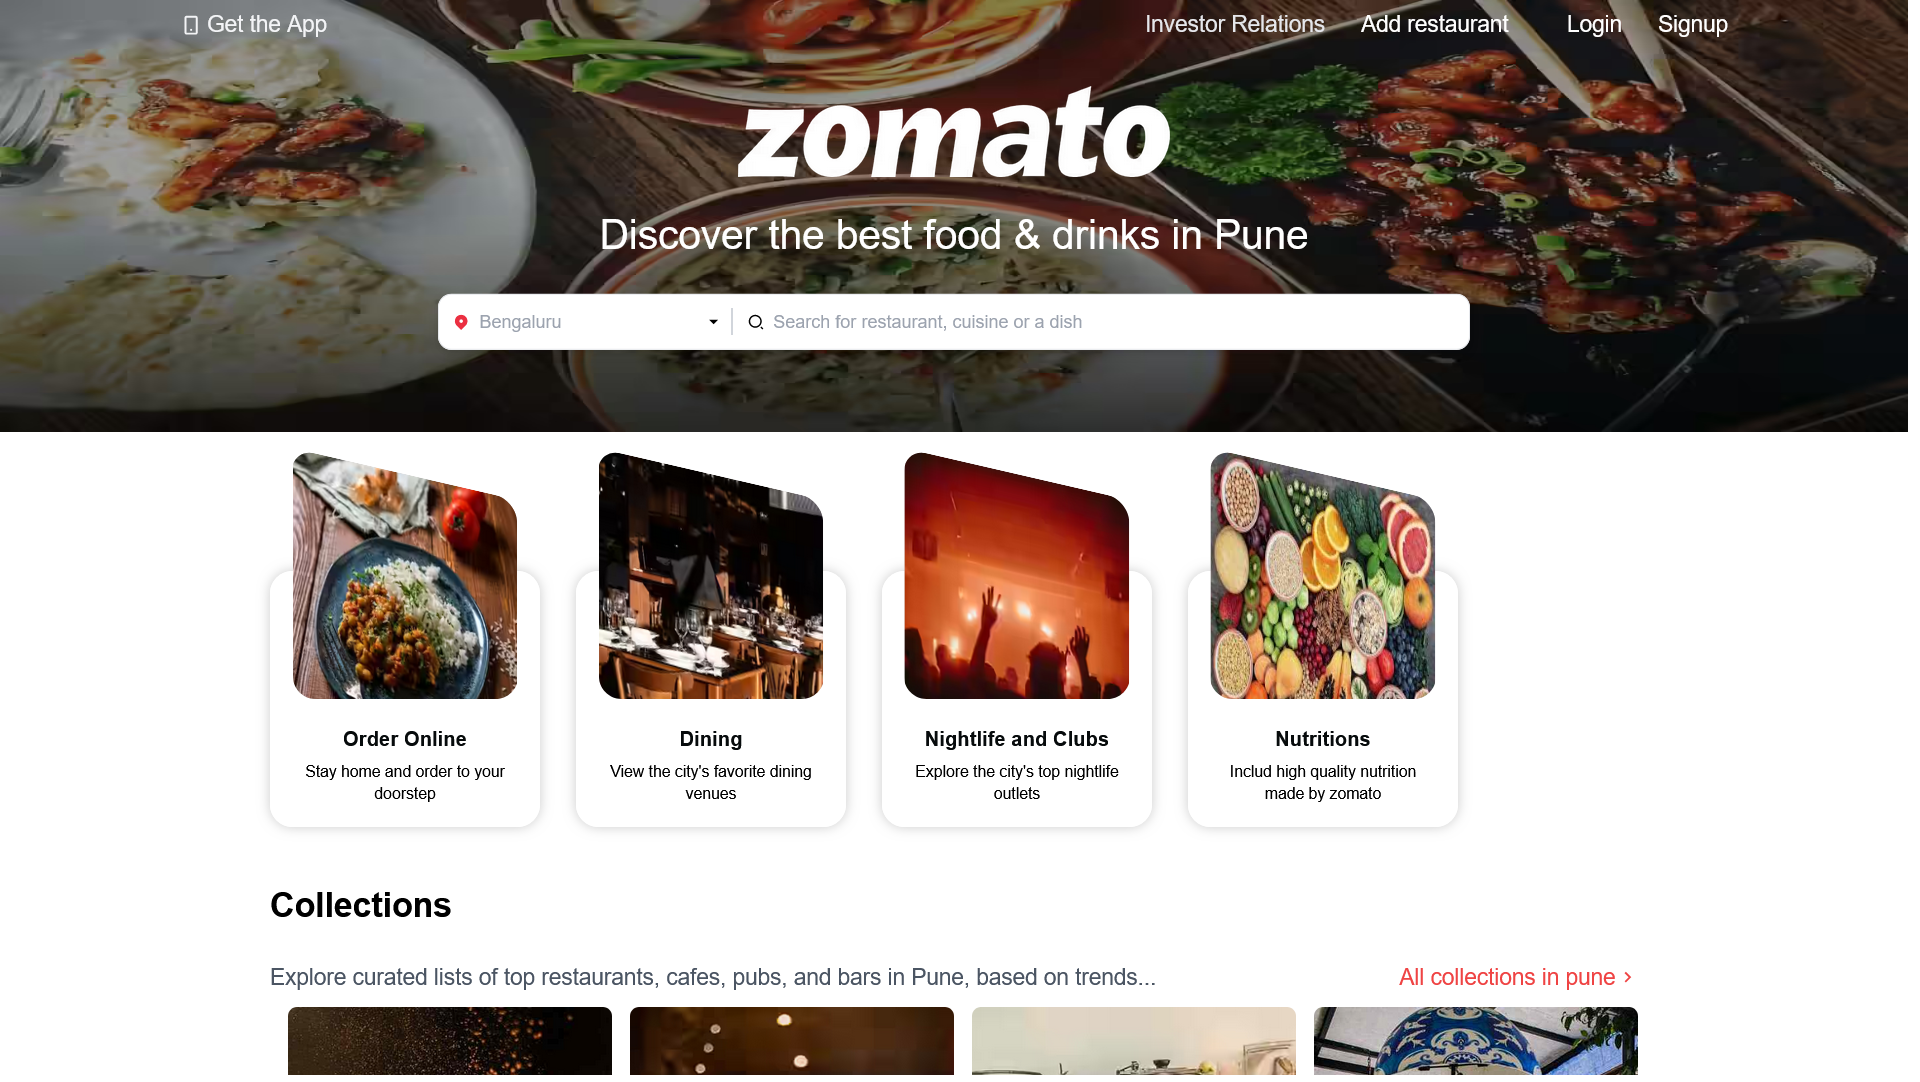 Get the App
Investor Relations
Add restaurant
Login
Signup
zomato
Discover the best food & drinks in Pune
Bengaluru
Search for restaurant, cuisine or a dish
Order Online
Stay home and order to your
doorstep
Dining
View the city's favorite dining
venues
Nightlife and Clubs
Explore the city's top nightlife
outlets
Nutritions
Includ high quality nutrition
made by zomato
Collections
Explore curated lists of top restaurants, cafes, pubs, and bars in Pune, based on trends...
All collections in pune